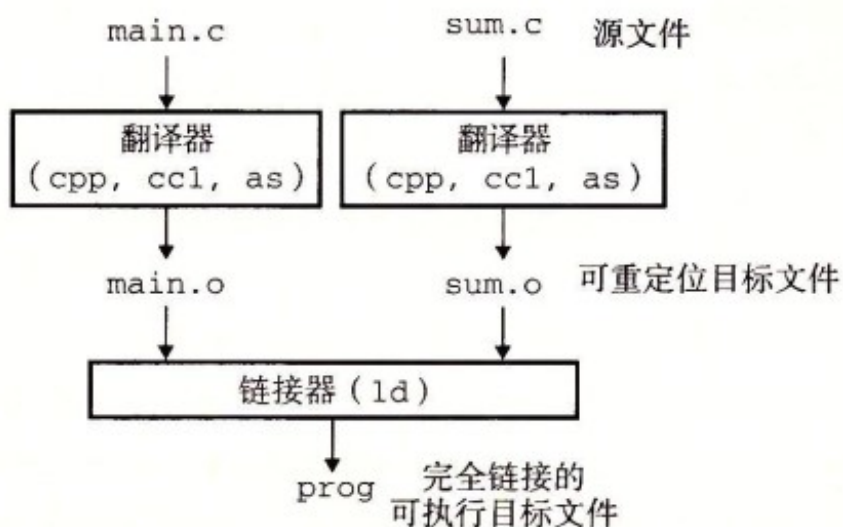 main.c sum.c 源文件
翻译器 翻译器
(cpp, cc1, as) (cpp, cc1, as)
main.o sum.o 可重定位目标文件
链接器(ld)
prog 完全链接的
可执行目标文件